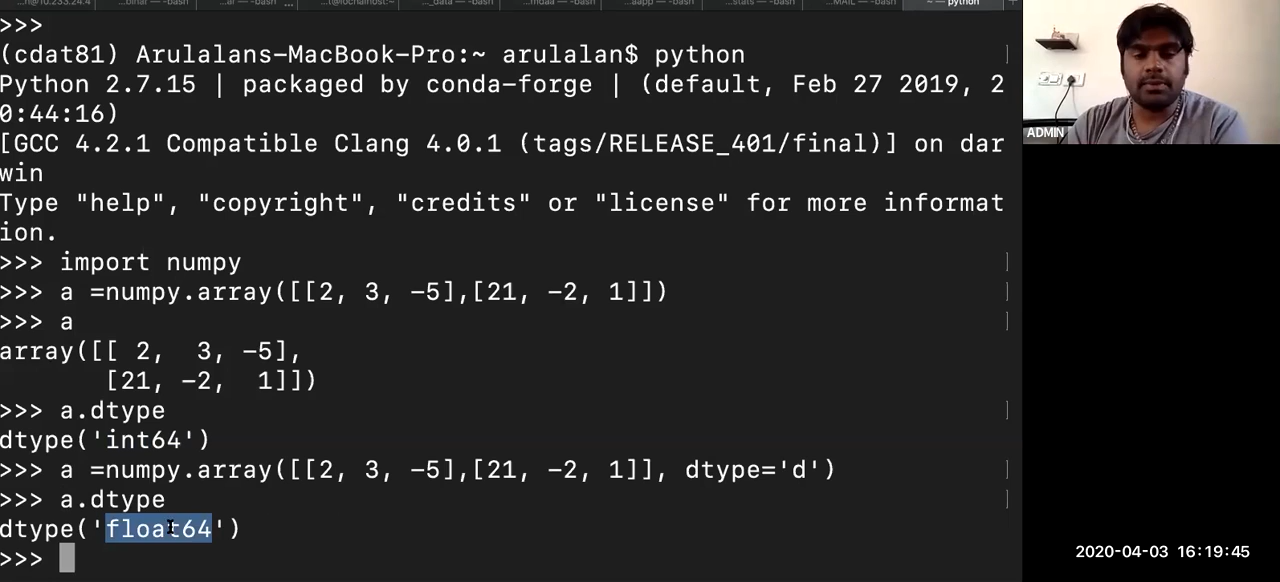 >>>
(cdat81) Arulalans-MacBook-Pro:~ arulalan$ python
Python 2.7.15 | packaged by conda-forge | (default, Feb 27 2019, 2
0:44:16)
[GCC 4.2.1 Compatible Clang 4.0.1 (tags/RELEASE_401/final)] on dar
win
Type "help", "copyright", "credits" or "license" for more informat
ion.
>>> import numpy
>>> a =numpy.array([[2, 3, -5],[21, -2, 1]])
>>> a
array([[ 2,  3, -5],
       [21, -2,  1]])
>>> a.dtype
dtype('int64')
>>> a =numpy.array([[2, 3, -5],[21, -2, 1]], dtype='d')
>>> a.dtype
dtype('float64')
>>>
ADMIN
2020-04-03 16:19:45